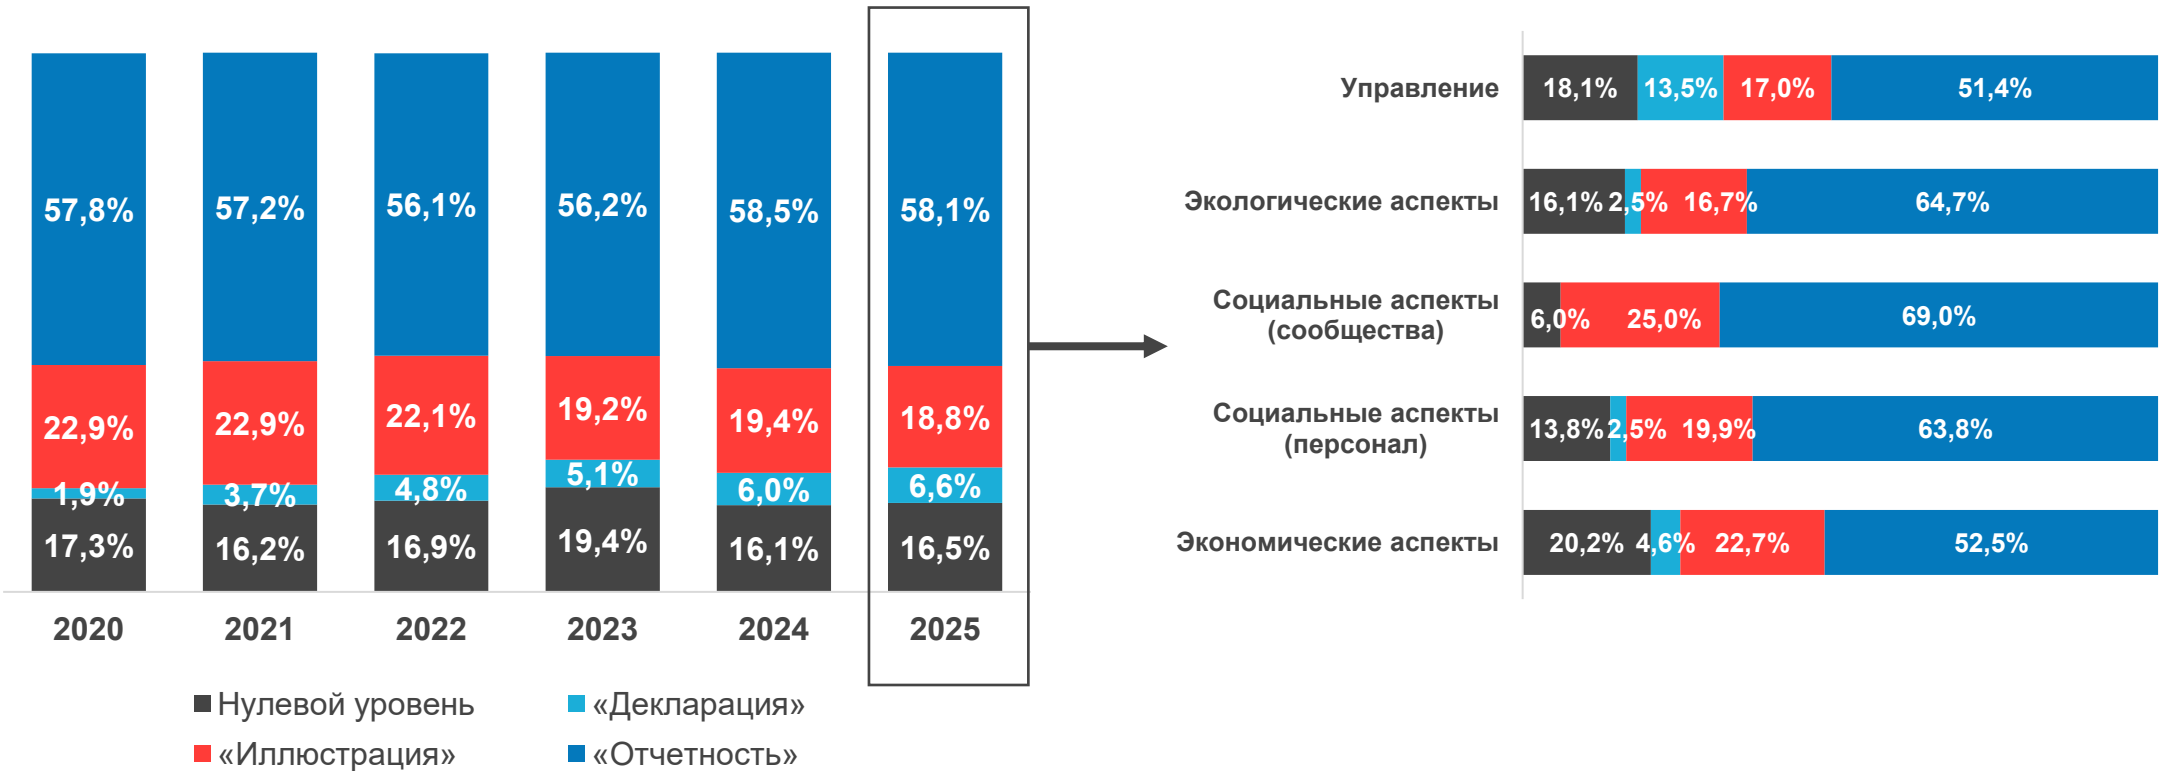 57,8%
57,2%
56,1%
56,2%
58,5%
58,1%
22,9%
22,9%
22,1%
19,2%
19,4%
18,8%
1,9%
3,7%
4,8%
5,1%
6,0%
6,6%
17,3%
16,2%
16,9%
19,4%
16,1%
16,5%
2020
2021
2022
2023
2024
2025
Нулевой уровень
«Декларация»
«Иллюстрация»
«Отчетность»
Управление
18,1% 13,5% 17,0% 51,4%
Экологические аспекты
16,1% 2,5% 16,7% 64,7%
Социальные аспекты
(сообщества)
6,0% 25,0% 69,0%
Социальные аспекты
(персонал)
13,8% 2,5% 19,9% 63,8%
Экономические аспекты
20,2% 4,6% 22,7% 52,5%